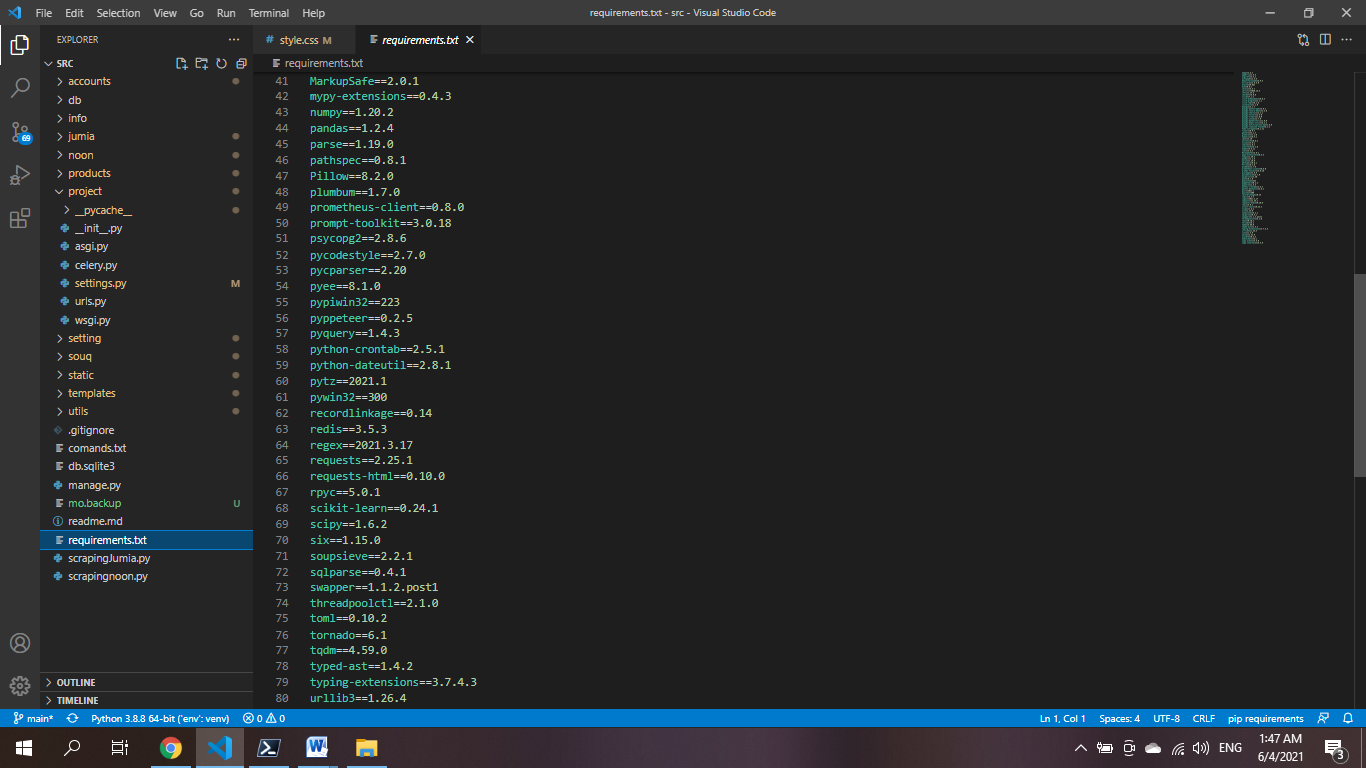 File Edit Selection View Go Run Terminal Help
requirements.txt - src - Visual Studio Code
EXPLORER
SRC
accounts
db
info
jumia
noon
products
project
__pycache__
__init__.py
asgi.py
celery.py
settings.py M
urls.py
wsgi.py
setting
souq
static
templates
utils
.gitignore
comands.txt
db.sqlite3
manage.py
mo.backup U
readme.md
requirements.txt
scrapingJumia.py
scrapingnoon.py
OUTLINE
TIMELINE
69
style.css M
requirements.txt
requirements.txt
41 MarkupSafe==2.0.1
42 mypy-extensions==0.4.3
43 numpy==1.20.2
44 pandas==1.2.4
45 parse==1.19.0
46 pathspec==0.8.1
47 Pillow==8.2.0
48 plumbum==1.7.0
49 prometheus-client==0.8.0
50 prompt-toolkit==3.0.18
51 psycopg2==2.8.6
52 pycodestyle==2.7.0
53 pycparser==2.20
54 pyee==8.1.0
55 pypiwin32==223
56 pyppeteer==0.2.5
57 pyquery==1.4.3
58 python-crontab==2.5.1
59 python-dateutil==2.8.1
60 pytz==2021.1
61 pywin32==300
62 recordlinkage==0.14
63 redis==3.5.3
64 regex==2021.3.17
65 requests==2.25.1
66 requests-html==0.10.0
67 rpyc==5.0.1
68 scikit-learn==0.24.1
69 scipy==1.6.2
70 six==1.15.0
71 soupsieve==2.2.1
72 sqlparse==0.4.1
73 swapper==1.1.2.post1
74 threadpoolctl==2.1.0
75 toml==0.10.2
76 tornado==6.1
77 tqdm==4.59.0
78 typed-ast==1.4.2
79 typing-extensions==3.7.4.3
80 urllib3==1.26.4
main* Python 3.8.8 64-bit ('env': venv) 0 0
Ln 1, Col 1 Spaces: 4 UTF-8 CRLF pip requirements
ENG
1:47 AM
6/4/2021
3